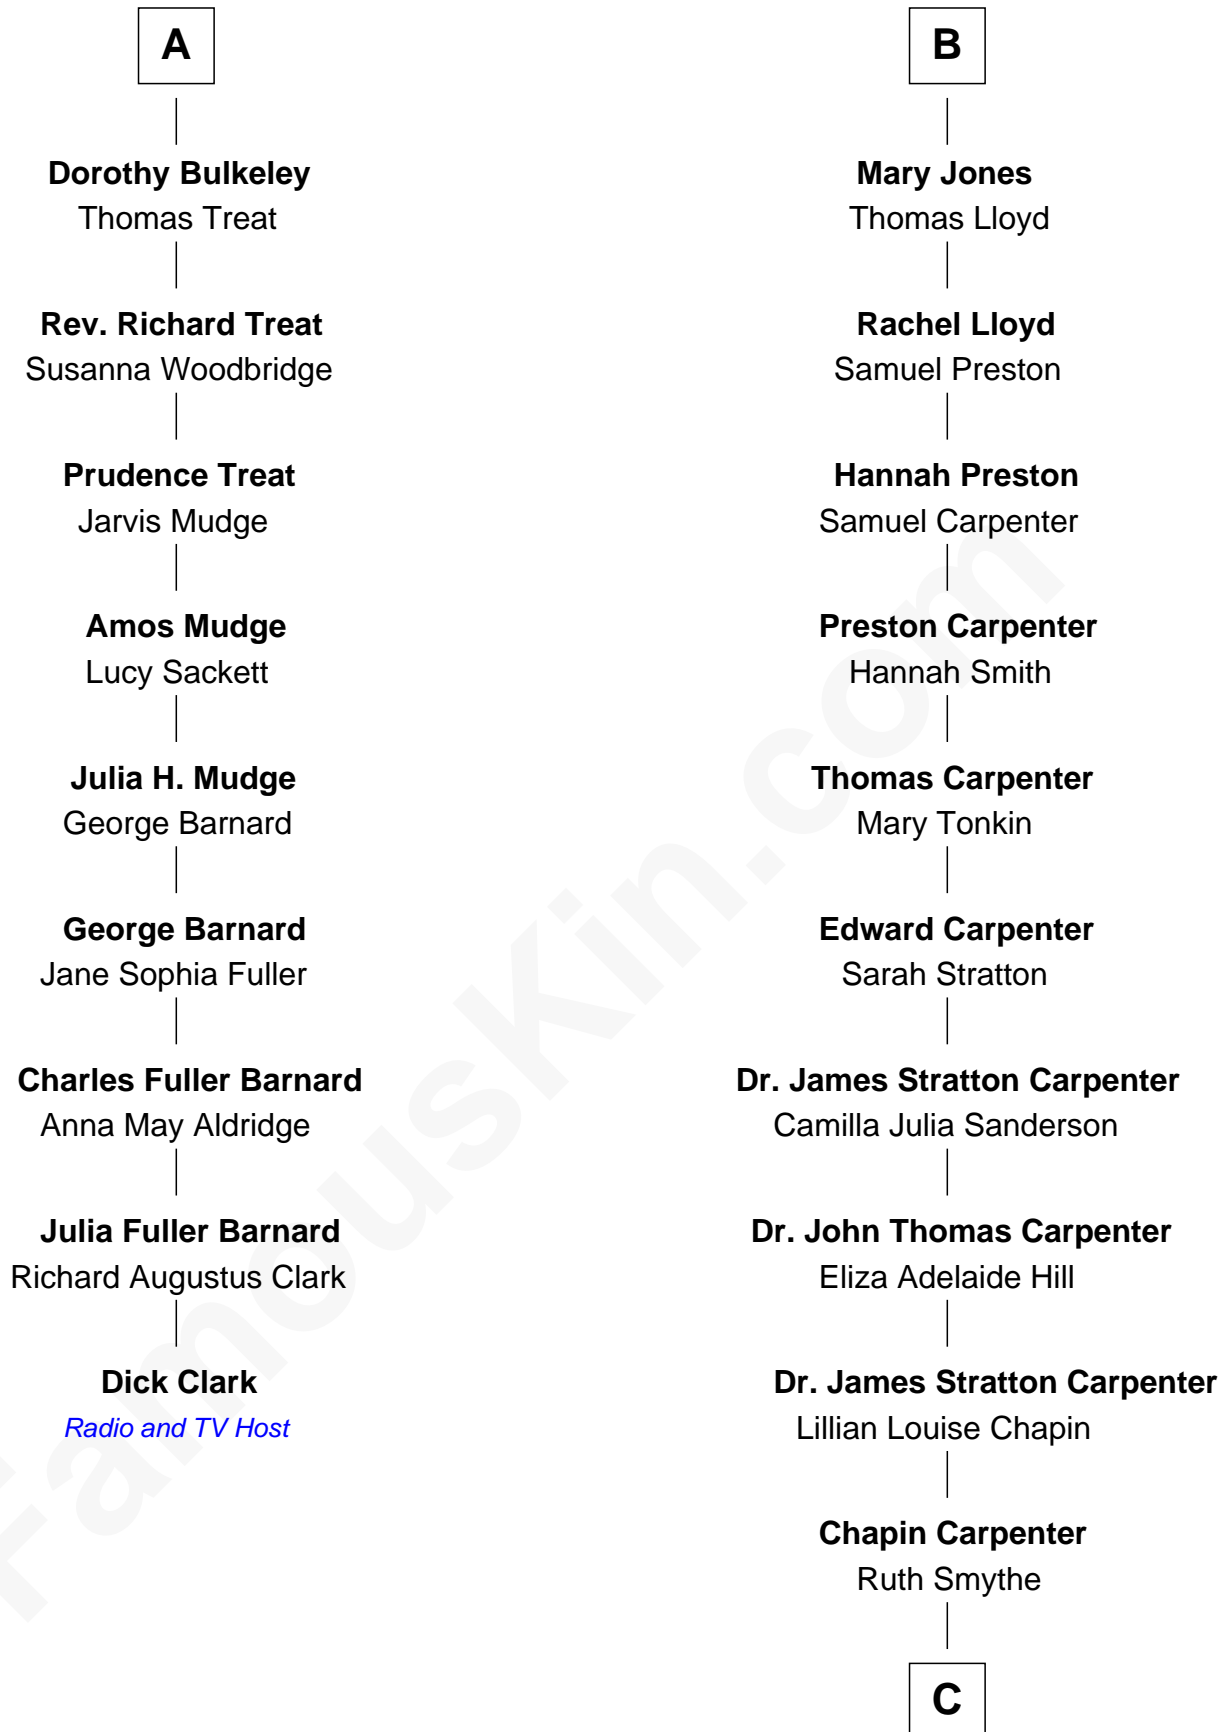 A
Dorothy Bulkeley
Thomas Treat
Rev. Richard Treat
Susanna Woodbridge
Prudence Treat
Jarvis Mudge
Amos Mudge
Lucy Sackett
Julia H. Mudge
George Barnard
George Barnard
Jane Sophia Fuller
Charles Fuller Barnard
Anna May Aldridge
Julia Fuller Barnard
Richard Augustus Clark
Dick Clark
Radio and TV Host
B
Mary Jones
Thomas Lloyd
Rachel Lloyd
Samuel Preston
Hannah Preston
Samuel Carpenter
Preston Carpenter
Hannah Smith
Thomas Carpenter
Mary Tonkin
Edward Carpenter
Sarah Stratton
Dr. James Stratton Carpenter
Camilla Julia Sanderson
Dr. John Thomas Carpenter
Eliza Adelaide Hill
Dr. James Stratton Carpenter
Lillian Louise Chapin
Chapin Carpenter
Ruth Smythe
C
FamousKin.com